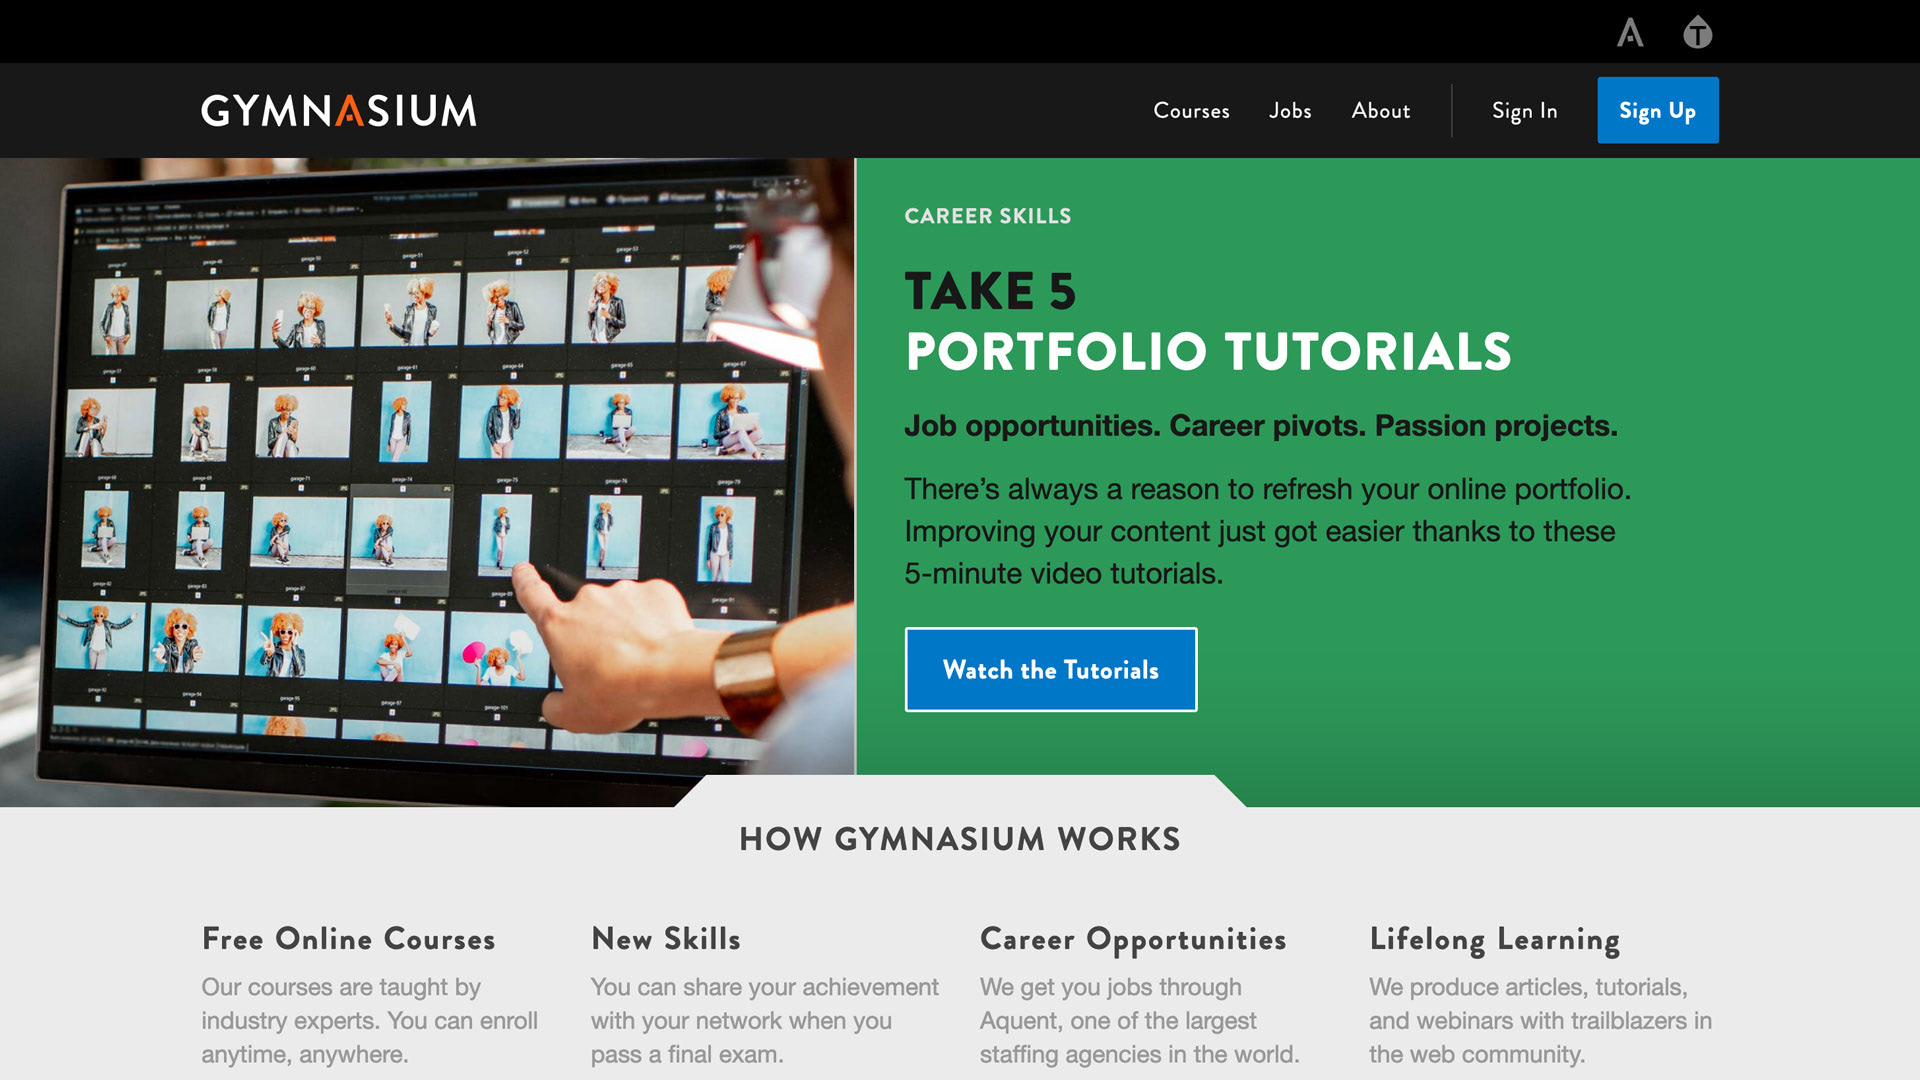 GYMNASIUM
Courses
Jobs
About
Sign In
Sign Up
CAREER SKILLS
TAKE 5
PORTFOLIO TUTORIALS
Job opportunities. Career pivots. Passion projects.
There’s always a reason to refresh your online portfolio.
Improving your content just got easier thanks to these
5-minute video tutorials.
Watch the Tutorials
HOW GYMNASIUM WORKS
Free Online Courses
Our courses are taught by
industry experts. You can enroll
anytime, anywhere.
New Skills
You can share your achievement
with your network when you
pass a final exam.
Career Opportunities
We get you jobs through
Aquent, one of the largest
staffing agencies in the world.
Lifelong Learning
We produce articles, tutorials,
and webinars with trailblazers in
the web community.